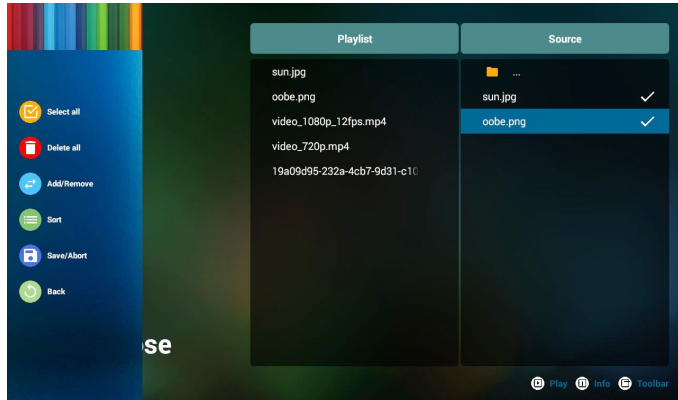 Playlist
Source
sun.jpg
oobe.png
video_1080p_12fps.mp4
video_720p.mp4
19a09d95-232a-4cb7-9d31-c10
...
sun.jpg
oobe.png
Select all
Delete all
Add/Remove
Sort
Save/Abort
Back
se
Play Info Toolbar